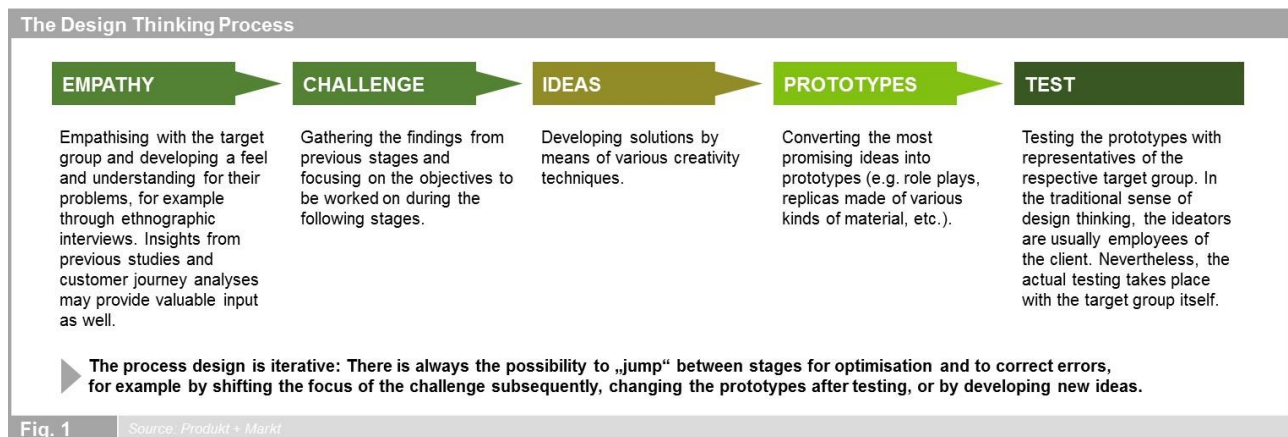 The Design Thinking Process
EMPATHY
Empathising with the target
group and developing a feel
and understanding for their
problems, for example
through ethnographic
interviews. Insights from
previous studies and
customer journey analyses
may provide valuable input
as well.
CHALLENGE
Gathering the findings from
previous stages and
focusing on the objectives to
be worked on during the
following stages.
IDEAS
Developing solutions by
means of various creativity
techniques.
PROTOTYPES
Converting the most
promising ideas into
prototypes (e.g. role plays,
replicas made of various
kinds of material, etc.).
TEST
Testing the prototypes with
representatives of the
respective target group. In
the traditional sense of
design thinking, the ideators
are usually employees of
the client. Nevertheless, the
actual testing takes place
with the target group itself.
The process design is iterative: There is always the possibility to „jump“ between stages for optimisation and to correct errors,
for example by shifting the focus of the challenge subsequently, changing the prototypes after testing, or by developing new ideas.
Fig. 1
Source: Produkt + Markt